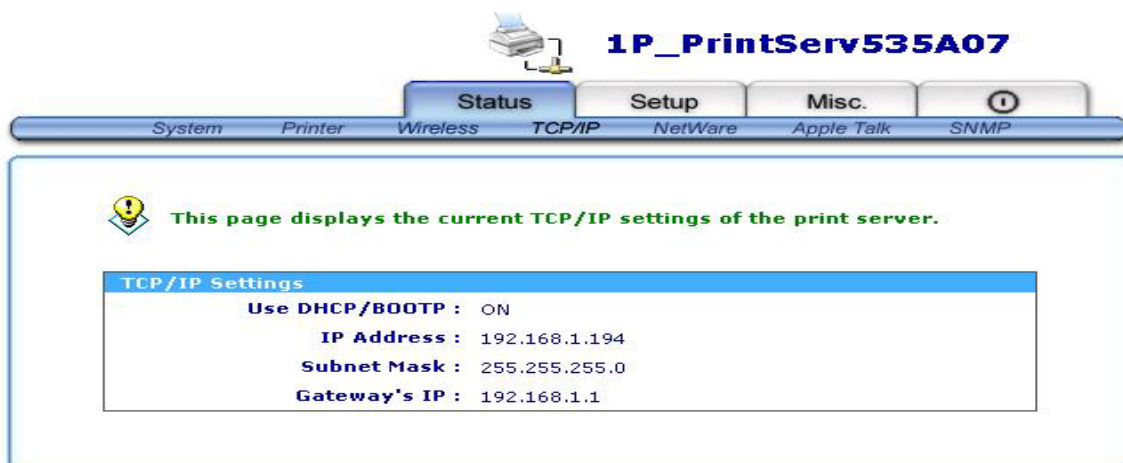 1P_PrintServ535A07
Status Setup Misc.
System Printer Wireless TCP/IP NetWare Apple Talk SNMP
This page displays the current TCP/IP settings of the print server.
TCP/IP Settings
Use DHCP/BOOTP : ON
IP Address : 192.168.1.194
Subnet Mask : 255.255.255.0
Gateway's IP : 192.168.1.1